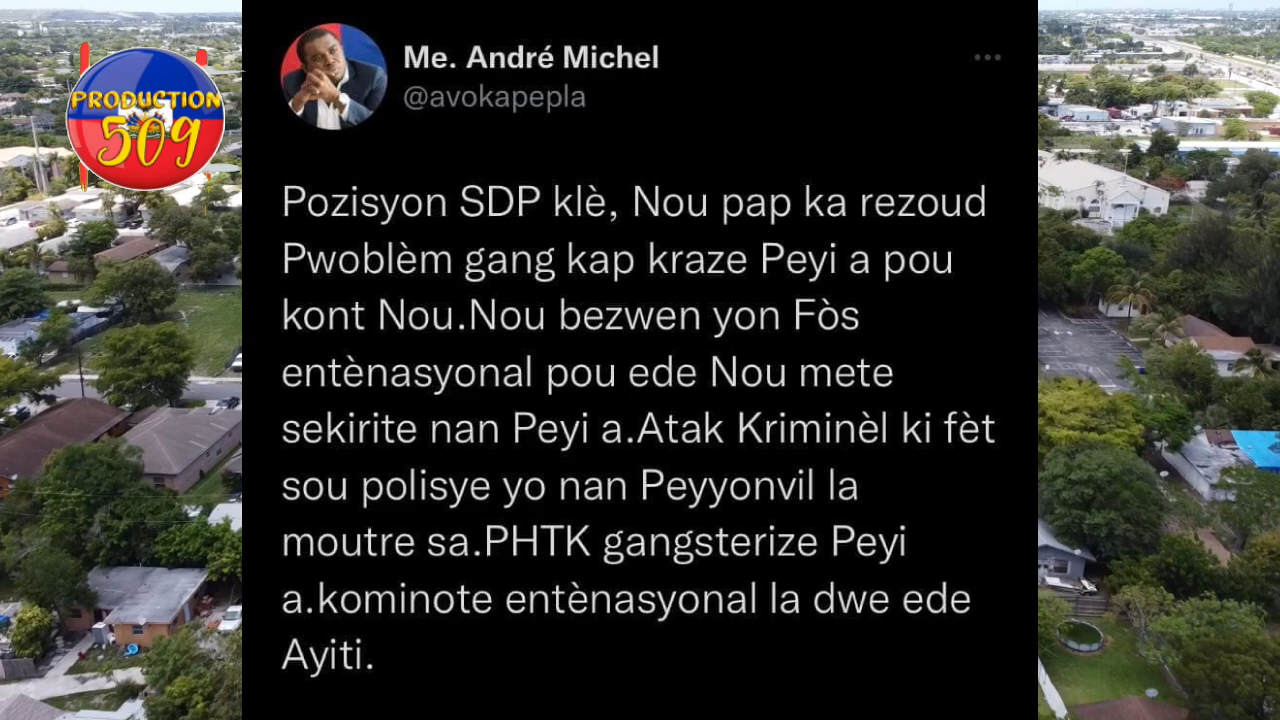 PRODUCTION
509
Me. André Michel
@avokapepla
Pozisyon SDP klè, Nou pap ka rezoud
Pwoblèm gang kap kraze Peyi a pou
kont Nou.Nou bezwen yon Fòs
entènasyonal pou ede Nou mete
sekirite nan Peyi a.Atak Kriminèl ki fèt
sou polisye yo nan Peyyonvil la
moutre sa.PHTK gangsterize Peyi
a.kominote entènasyonal la dwe ede
Ayiti.